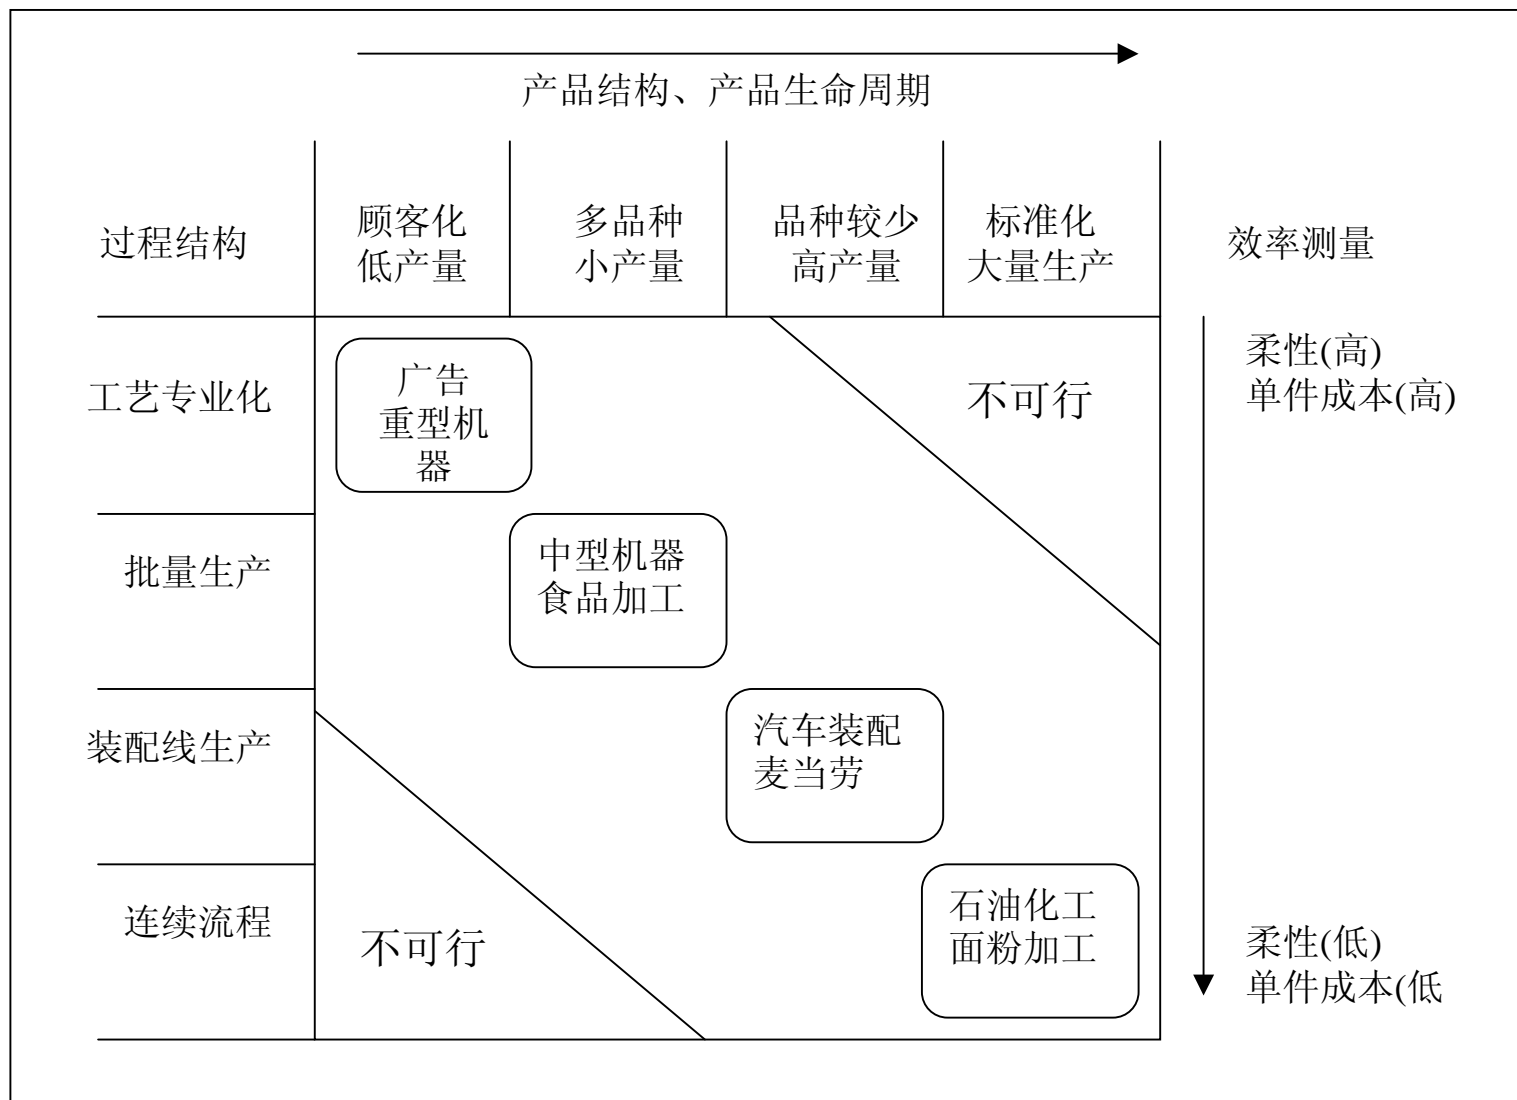 产品结构、产品生命周期
过程结构
顾客化
低产量
多品种
小产量
品种较少
高产量
标准化
大量生产
效率测量
工艺专业化
广告
重型机
器
不可行
柔性(高)
单件成本(高)
批量生产
中型机器
食品加工
装配线生产
汽车装配
麦当劳
连续流程
不可行
石油化工
面粉加工
柔性(低)
单件成本(低